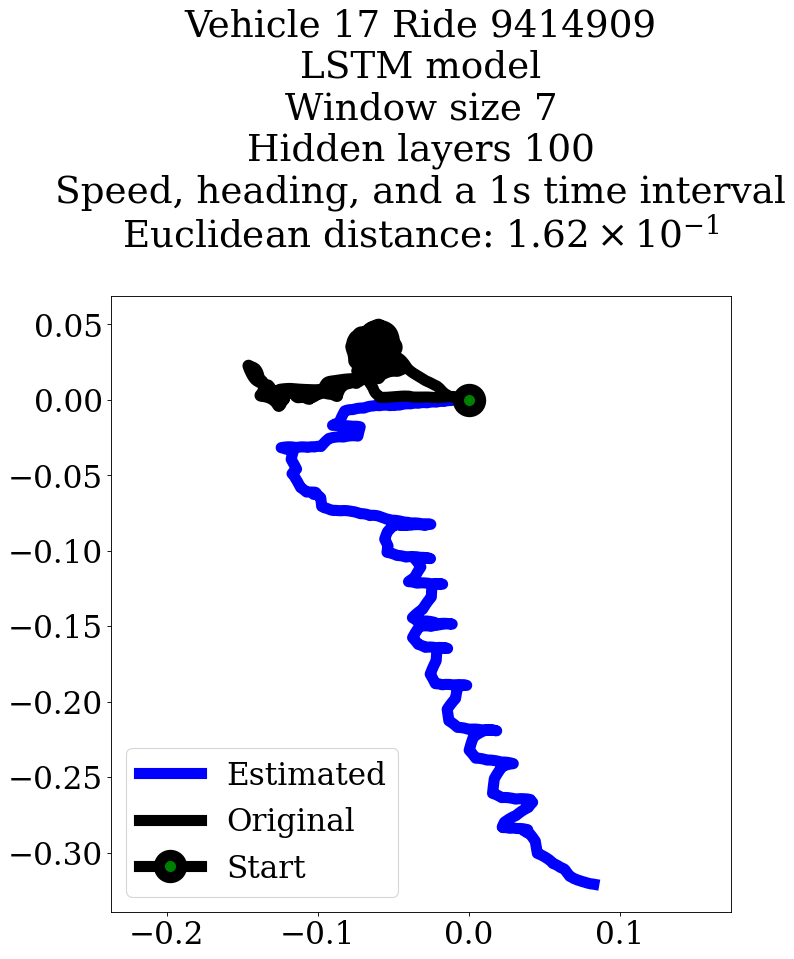 Vehicle 17 Ride 9414909
LSTM model
Window size 7
Hidden layers 100
Speed, heading, and a 1s time interval
Euclidean distance: 1.62 × 10⁻¹
0.05
0.00
−0.05
−0.10
−0.15
−0.20
−0.25
−0.30
Estimated
Original
Start
−0.2
−0.1
0.0
0.1